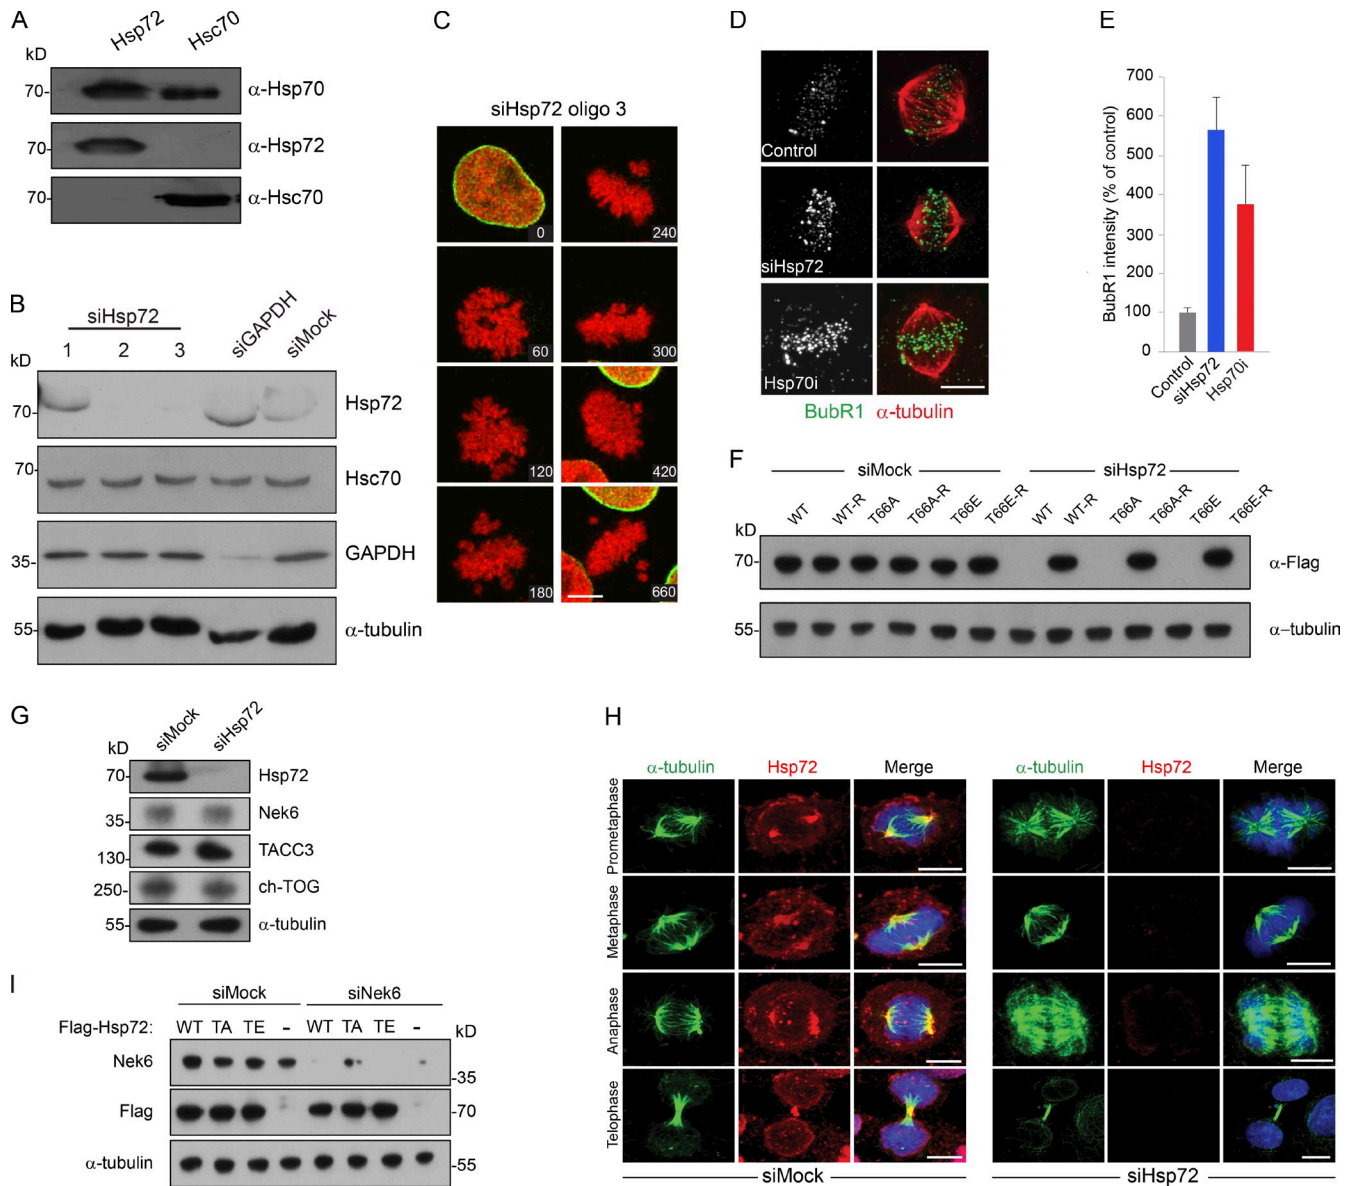 A
Hsp72 Hsc70
kD
70- α-Hsp70
70- α-Hsp72
70- α-Hsc70
B
siHsp72 siGAPDH siMock
1 2 3
kD
70- Hsp72
70- Hsc70
35- GAPDH
55- α-tubulin
C
siHsp72 oligo 3
0 240
60 300
120 420
180 660
D
Control
siHsp72
Hsp70i
BubR1 α-tubulin
E
BubR1 intensity (% of control)
700
600
500
400
300
200
100
0
Control siHsp72 Hsp70i
F
siMock siHsp72
WT WT-R T66A T66A-R T66E T66E-R WT WT-R T66A T66A-R T66E T66E-R
kD
70- α-Flag
55- α-tubulin
G
siMock siHsp72
kD
70- Hsp72
35- Nek6
130- TACC3
250- ch-TOG
55- α-tubulin
H
α-tubulin Hsp72 Merge α-tubulin Hsp72 Merge
Prometaphase
Metaphase
Anaphase
Telophase
siMock siHsp72
I
siMock siNek6
Flag-Hsp72: WT TA TE - WT TA TE - kD
Nek6 -35
Flag -70
α-tubulin -55